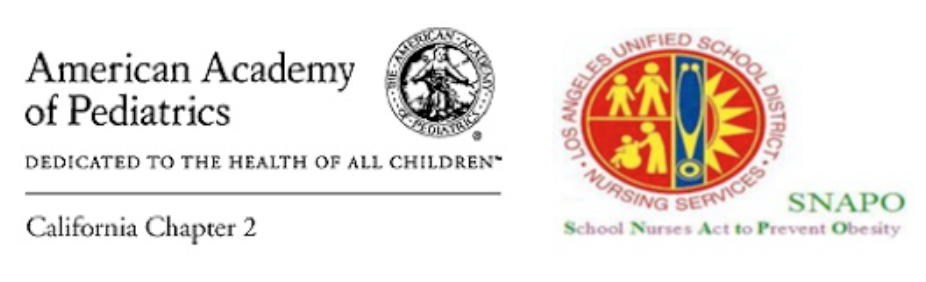 American Academy
of Pediatrics
THE · AMERICAN · ACADEMY · OF · PEDIATRICS ·
®
DEDICATED TO THE HEALTH OF ALL CHILDREN™
California Chapter 2
LOS ANGELES UNIFIED SCHOOL DISTRICT
• NURSING SERVICES •
SNAPO
School Nurses Act to Prevent Obesity